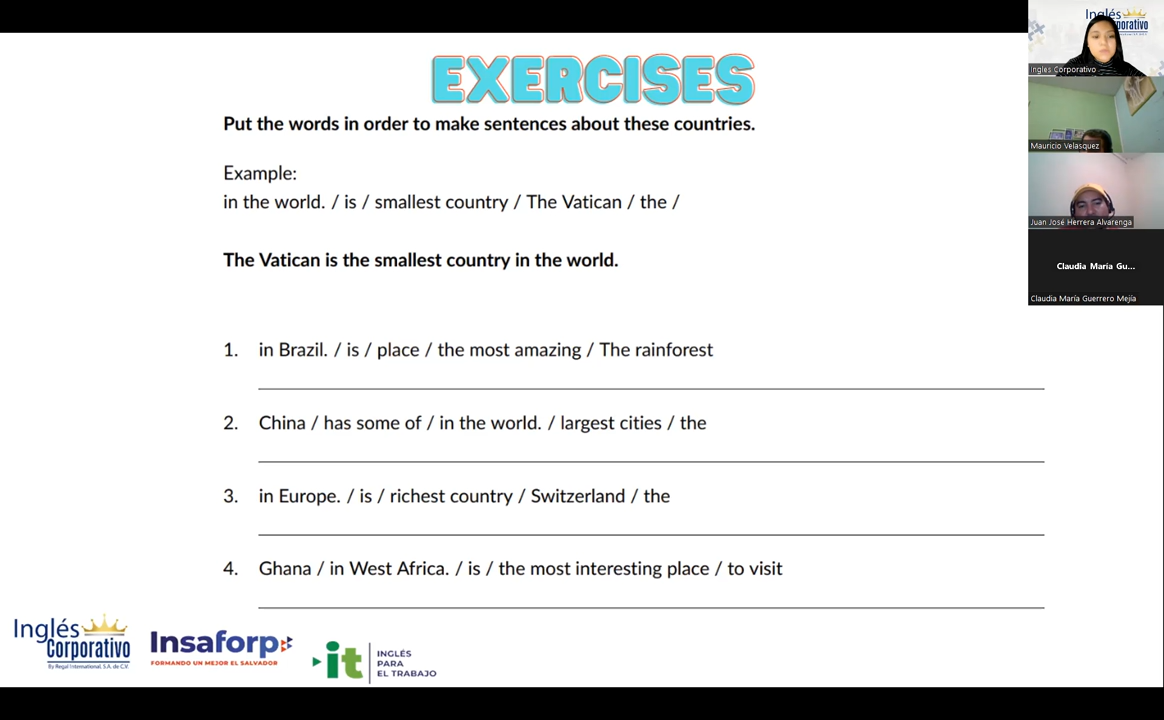 EXERCISES
Put the words in order to make sentences about these countries.
Example:
in the world. / is / smallest country / The Vatican / the /
The Vatican is the smallest country in the world.
1. in Brazil. / is / place / the most amazing / The rainforest
2. China / has some of / in the world. / largest cities / the
3. in Europe. / is / richest country / Switzerland / the
4. Ghana / in West Africa. / is / the most interesting place / to visit
Inglés
Corporativo
By Regal International, S.A. de C.V.
Insaforp
FORMANDO UN MEJOR EL SALVADOR
it
INGLÉS
PARA
EL TRABAJO
Inglés
Corporativo
Ingles Corporativo
Mauricio Velasquez
Juan José Herrera Alvarenga
Claudia María Gu...
Claudia María Guerrero Mejía